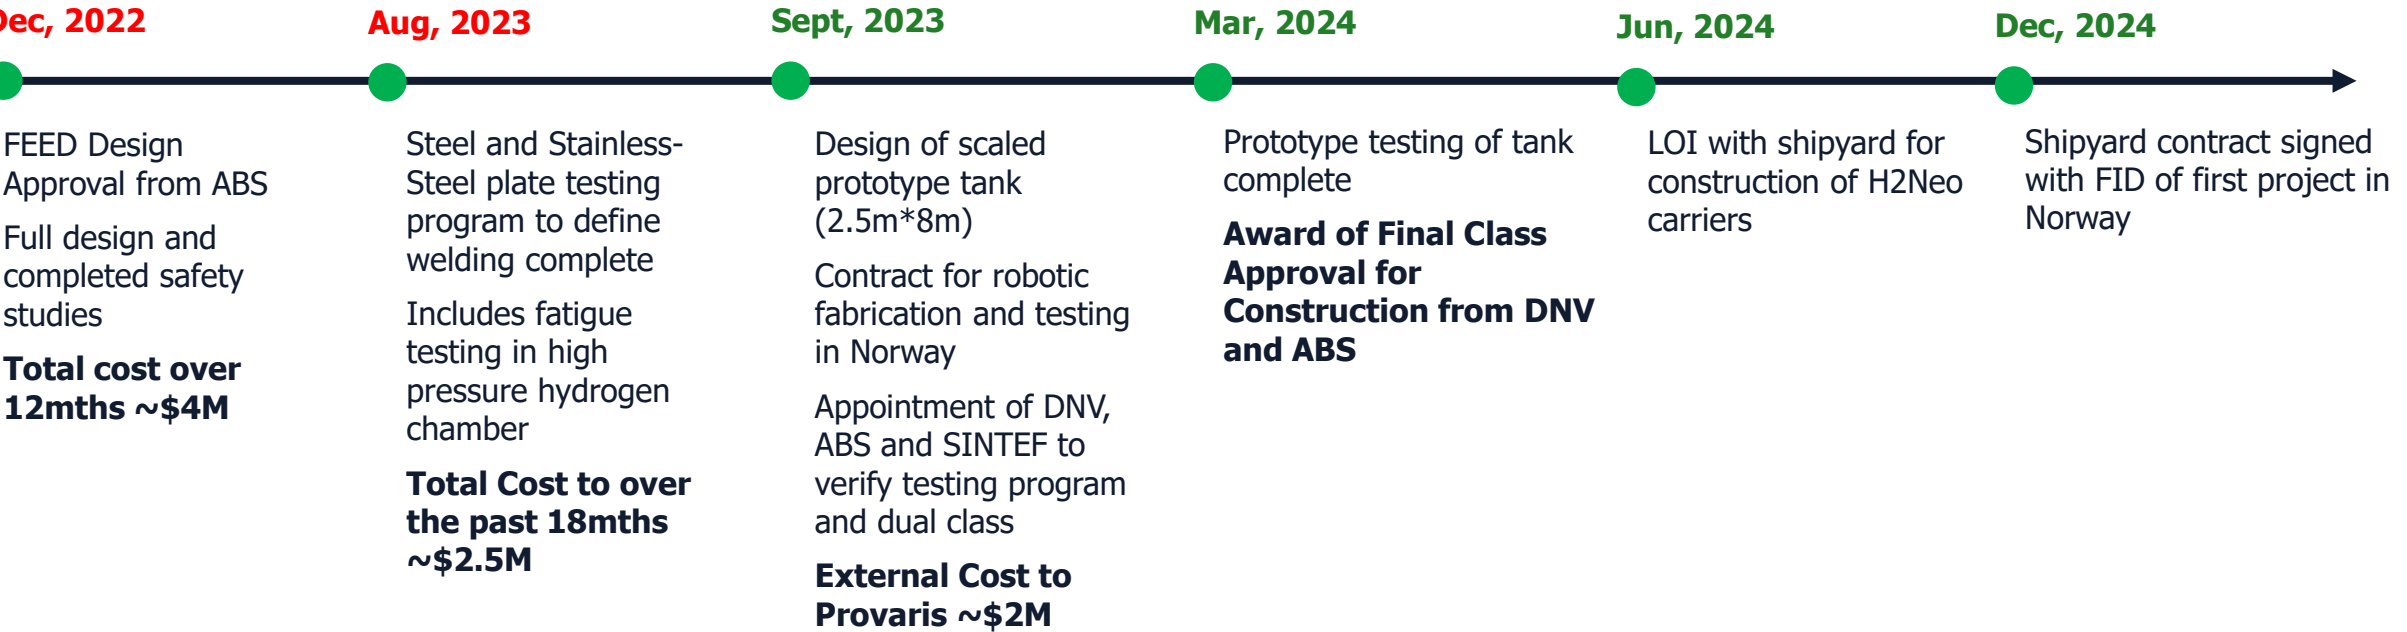 Dec, 2022
Aug, 2023
Sept, 2023
Mar, 2024
Jun, 2024
Dec, 2024
FEED Design
Approval from ABS
Full design and
completed safety
studies
Total cost over
12mths ~$4M
Steel and Stainless-
Steel plate testing
program to define
welding complete
Includes fatigue
testing in high
pressure hydrogen
chamber
Total Cost to over
the past 18mths
~$2.5M
Design of scaled
prototype tank
(2.5m*8m)
Contract for robotic
fabrication and testing
in Norway
Appointment of DNV,
ABS and SINTEF to
verify testing program
and dual class
External Cost to
Provaris ~$2M
Prototype testing of tank
complete
Award of Final Class
Approval for
Construction from DNV
and ABS
LOI with shipyard for
construction of H2Neo
carriers
Shipyard contract signed
with FID of first project in
Norway